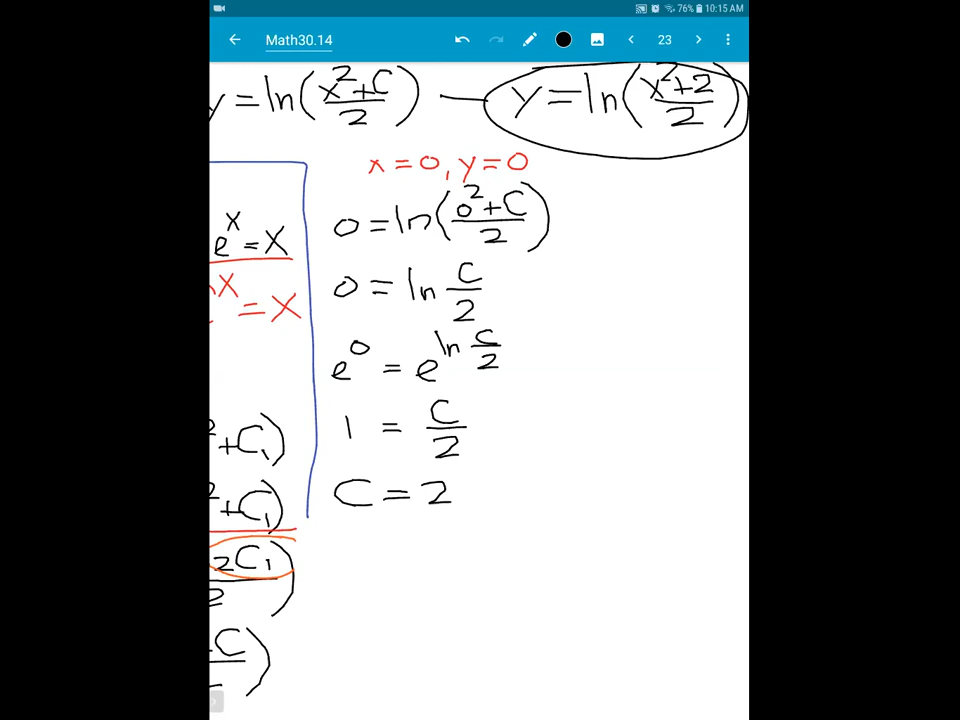 76% 10:15 AM
Math30.14
23
y = ln(x²+C/2) — y = ln(x²+2/2)
x = 0, y = 0
0 = ln(0²+C/2)
0 = ln C/2
e⁰ = e^(ln C/2)
1 = C/2
C = 2
eˣ = x
x = x
+C₁)
+C₁)
2C₁)
2
+C)